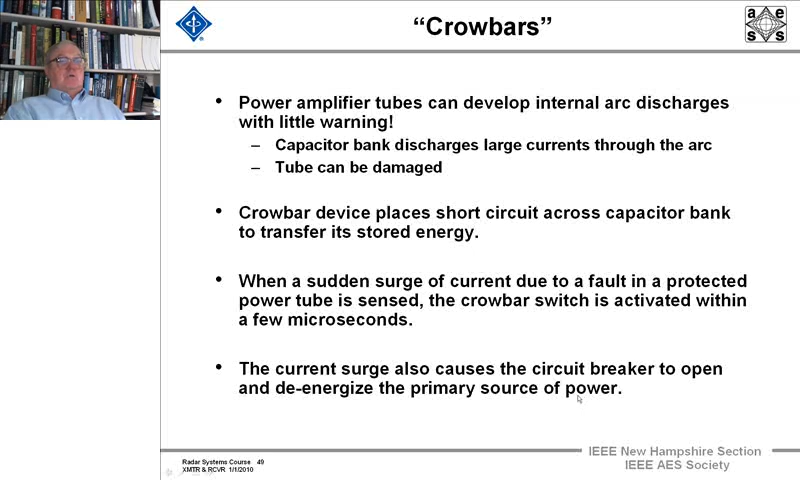 “Crowbars”
a e
s s
• Power amplifier tubes can develop internal arc discharges
with little warning!
– Capacitor bank discharges large currents through the arc
– Tube can be damaged
• Crowbar device places short circuit across capacitor bank
to transfer its stored energy.
• When a sudden surge of current due to a fault in a protected
power tube is sensed, the crowbar switch is activated within
a few microseconds.
• The current surge also causes the circuit breaker to open
and de-energize the primary source of power.
Radar Systems Course 49
XMTR & RCVR 1/1/2010
IEEE New Hampshire Section
IEEE AES Society